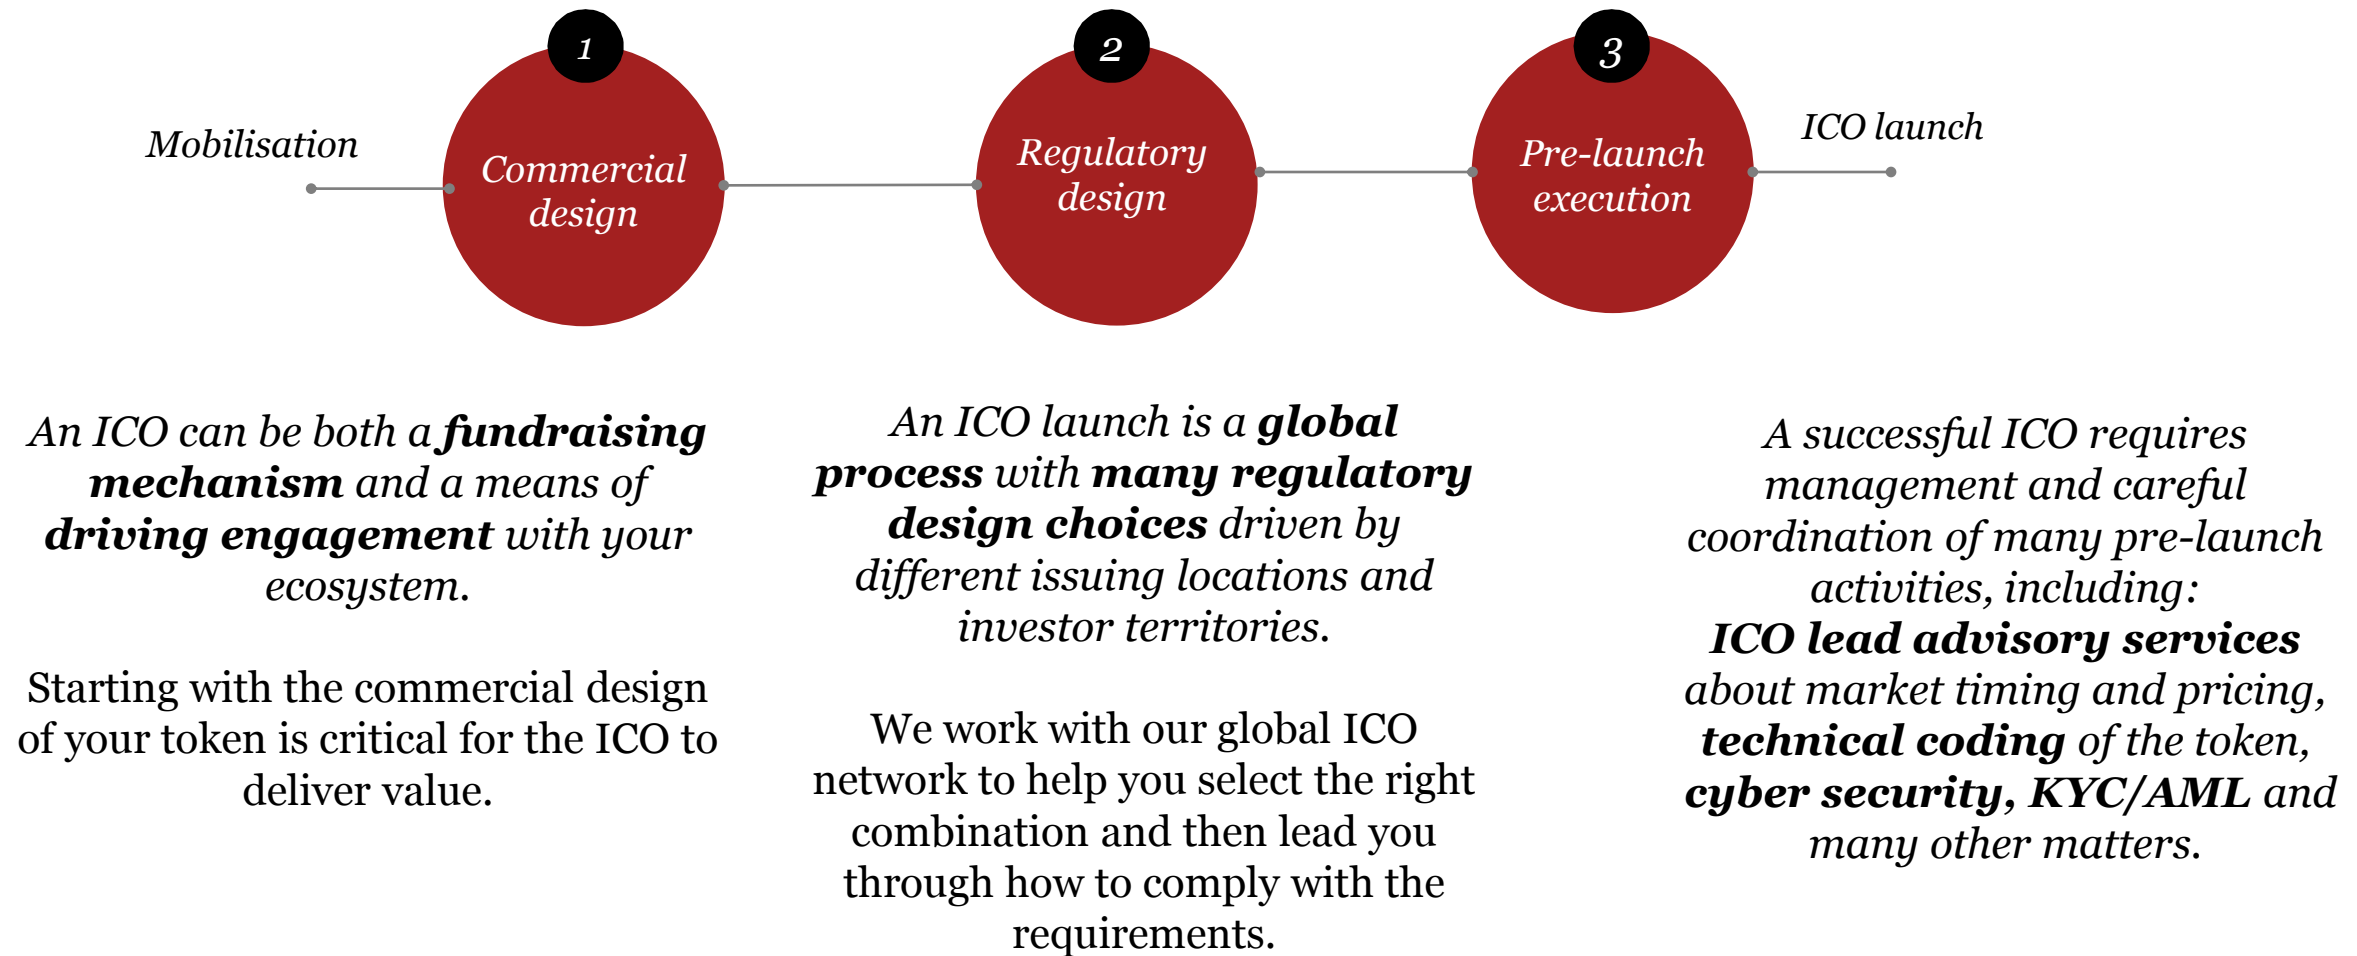 1
2
3
Mobilisation
Commercial
design
Regulatory
design
Pre-launch
execution
ICO launch
An ICO can be both a fundraising
mechanism and a means of
driving engagement with your
ecosystem.
Starting with the commercial design
of your token is critical for the ICO to
deliver value.
An ICO launch is a global
process with many regulatory
design choices driven by
different issuing locations and
investor territories.
We work with our global ICO
network to help you select the right
combination and then lead you
through how to comply with the
requirements.
A successful ICO requires
management and careful
coordination of many pre-launch
activities, including:
ICO lead advisory services
about market timing and pricing,
technical coding of the token,
cyber security, KYC/AML and
many other matters.